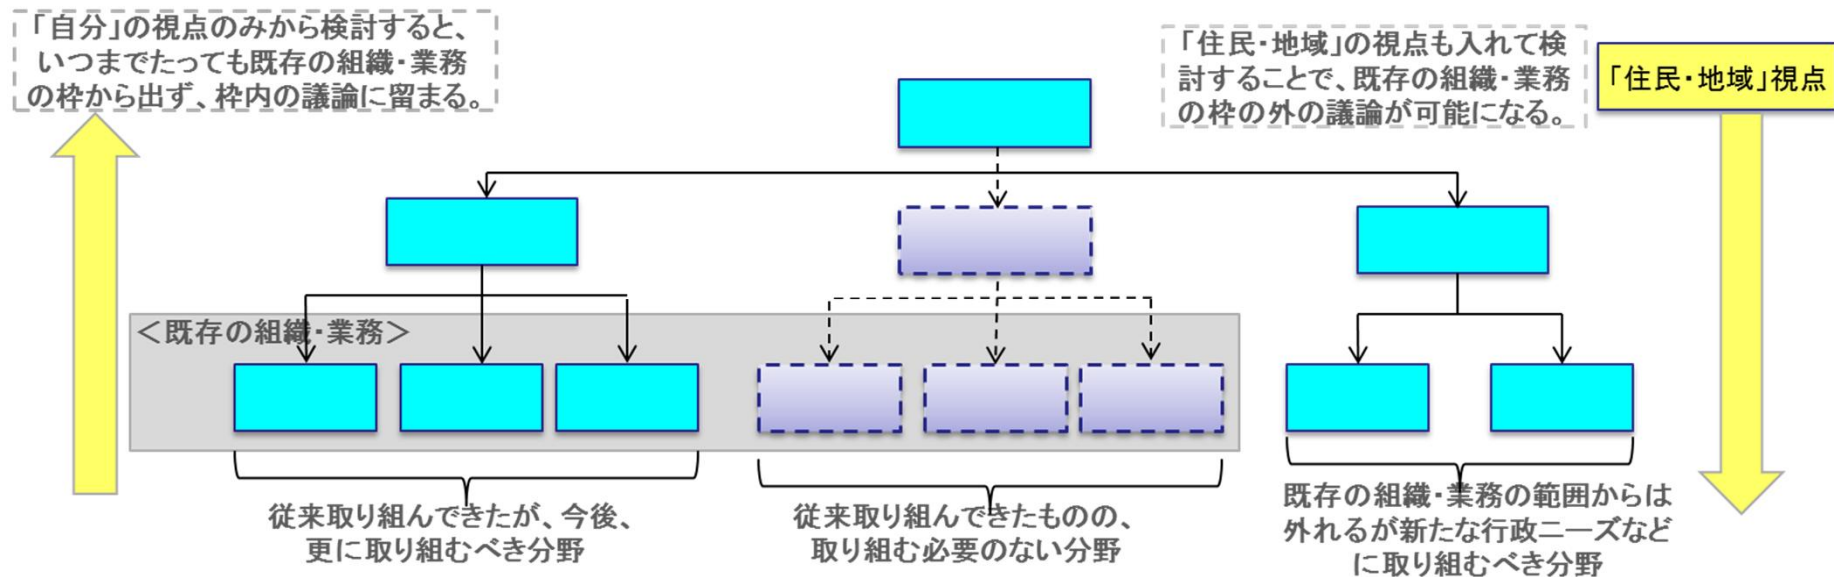 「自分」の視点のみから検討すると、
いつまでたっても既存の組織・業務
の枠から出ず、枠内の議論に留まる。
「住民・地域」の視点も入れて検
討することで、既存の組織・業務
の枠の外の議論が可能になる。
「住民・地域」視点
＜既存の組織・業務＞
従来取り組んできたが、今後、
更に取り組むべき分野
従来取り組んできたものの、
取り組む必要のない分野
既存の組織・業務の範囲からは
外れるが新たな行政ニーズなど
に取り組むべき分野